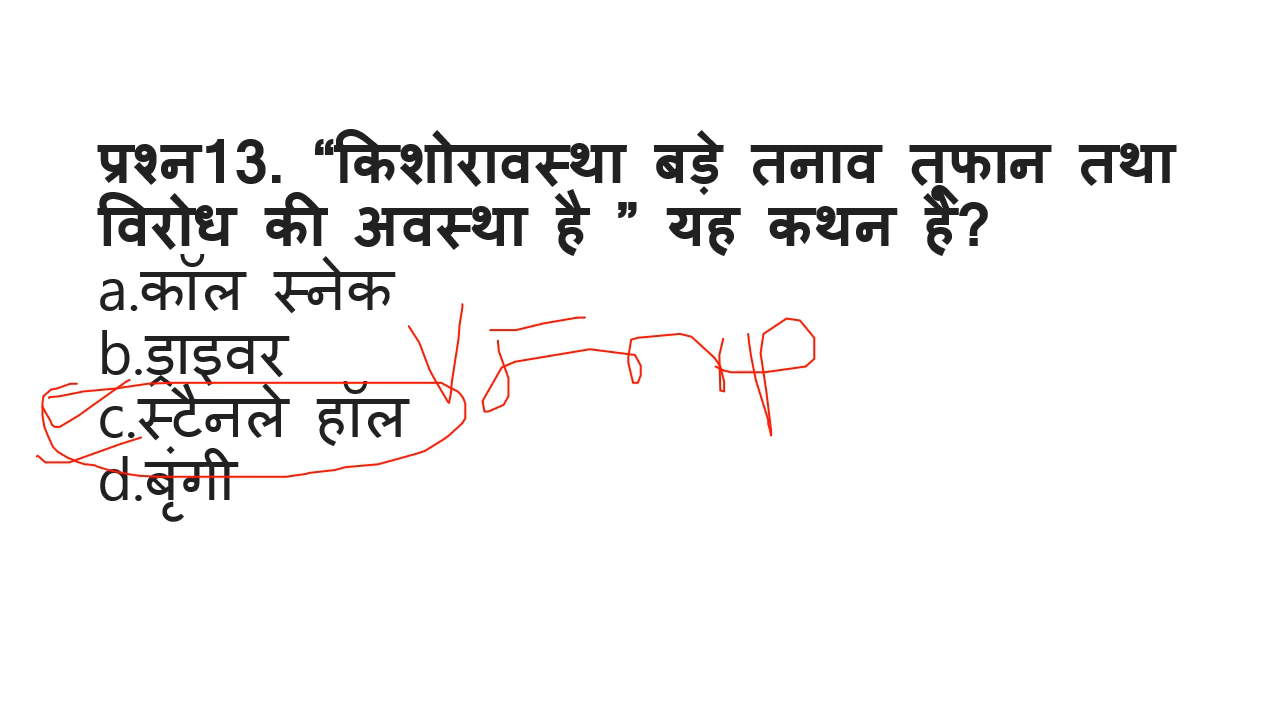 प्रश्न13. “किशोरावस्था बड़े तनाव तूफान तथा
विरोध की अवस्था है ” यह कथन है?
a.कॉल स्नेक
b.ड्राइवर
c.स्टैनले हॉल
d.बृंगी